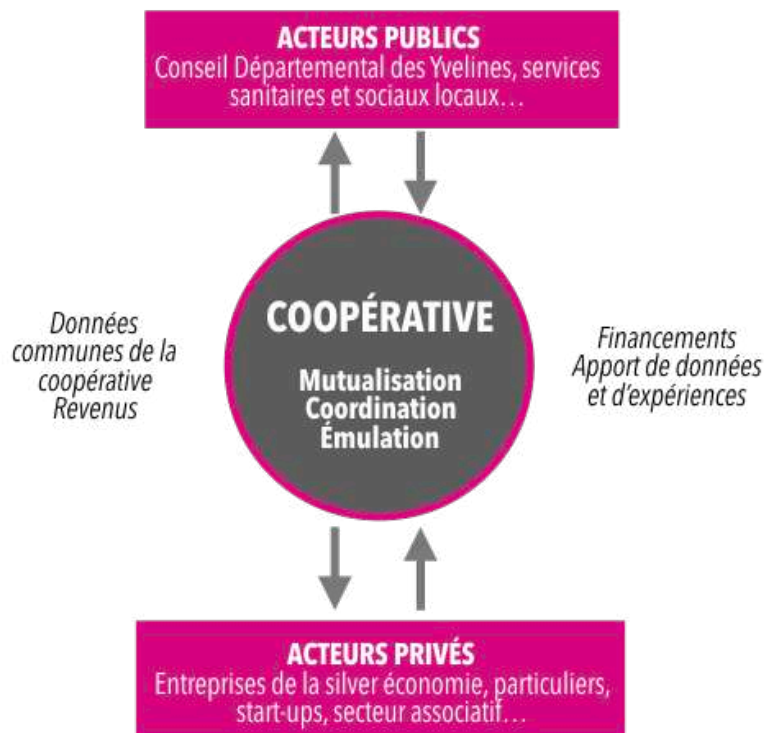 ACTEURS PUBLICS
Conseil Départemental des Yvelines, services
sanitaires et sociaux locaux…
COOPÉRATIVE
Mutualisation
Coordination
Émulation
Données
communes de la
coopérative
Revenus
Financements
Apport de données
et d’expériences
ACTEURS PRIVÉS
Entreprises de la silver économie, particuliers,
start-ups, secteur associatif…